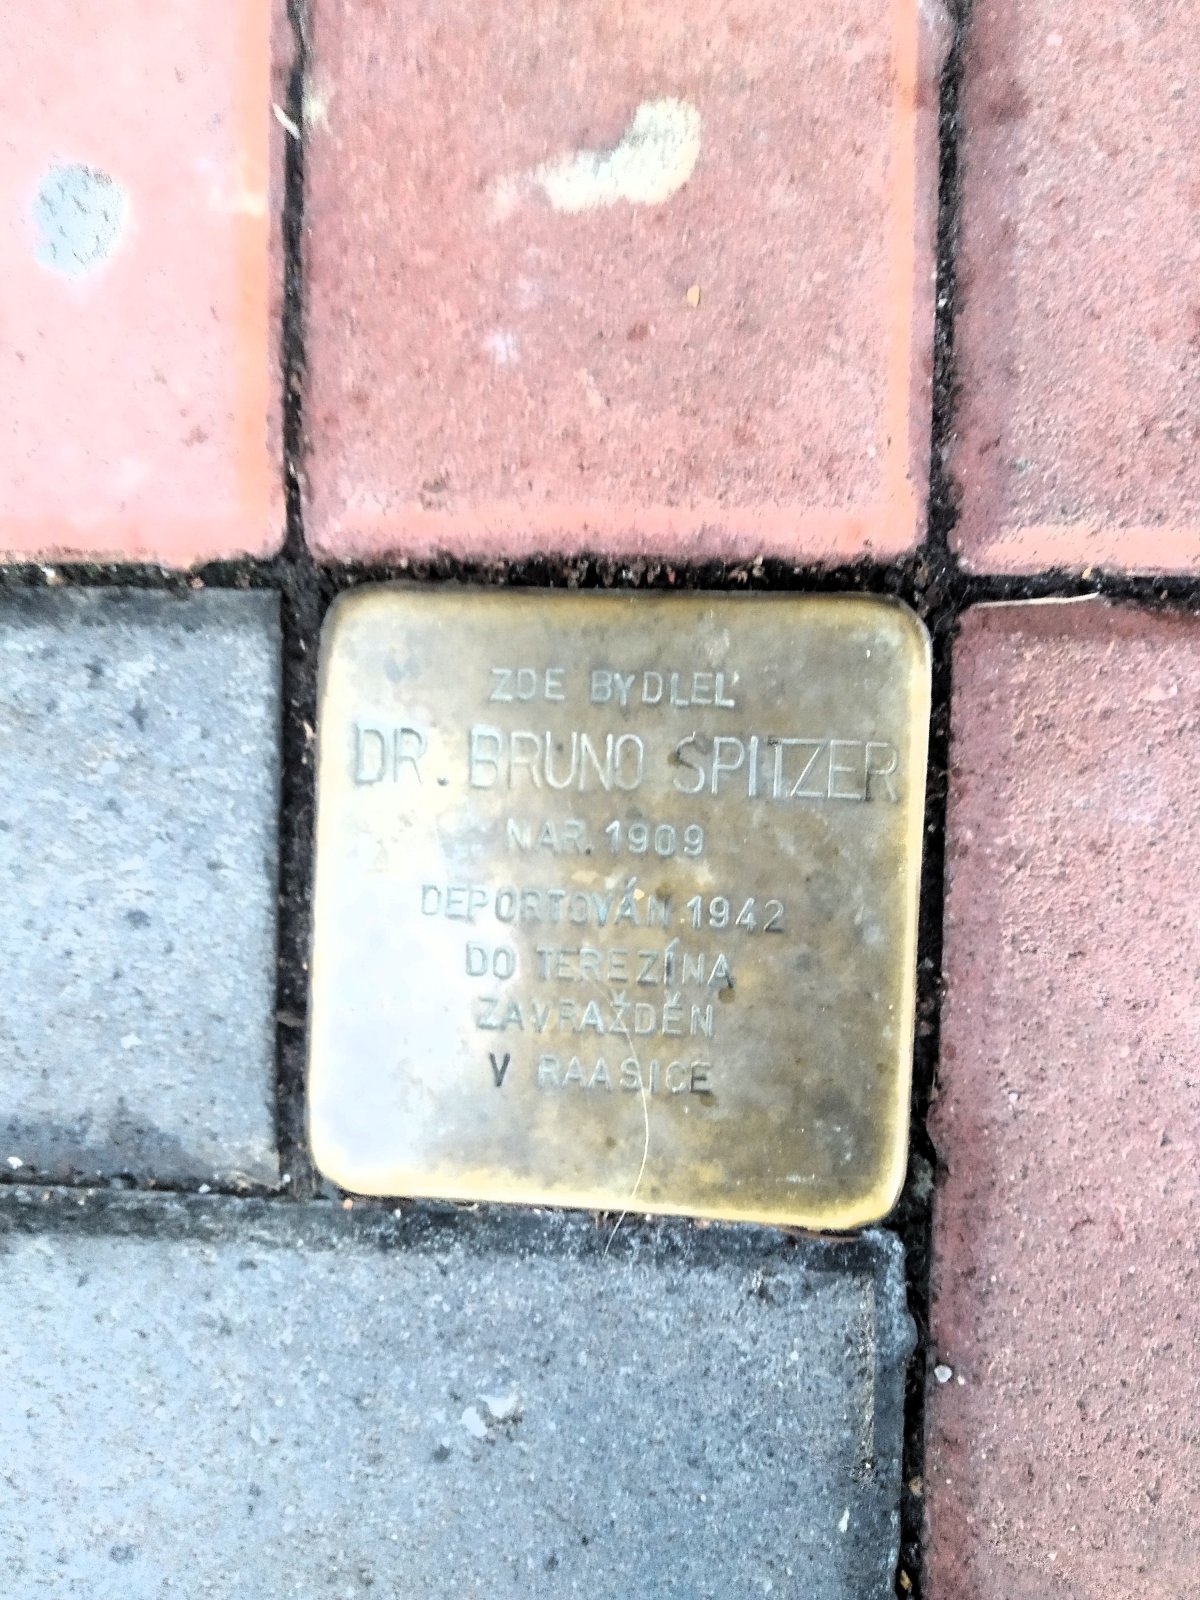 ZDE BYDLEL
DR. BRUNO SPITZER
NAR. 1909
DEPORTOVÁN 1942
DO TEREZÍNA
ZAVRAŽDĚN
V RAASICE